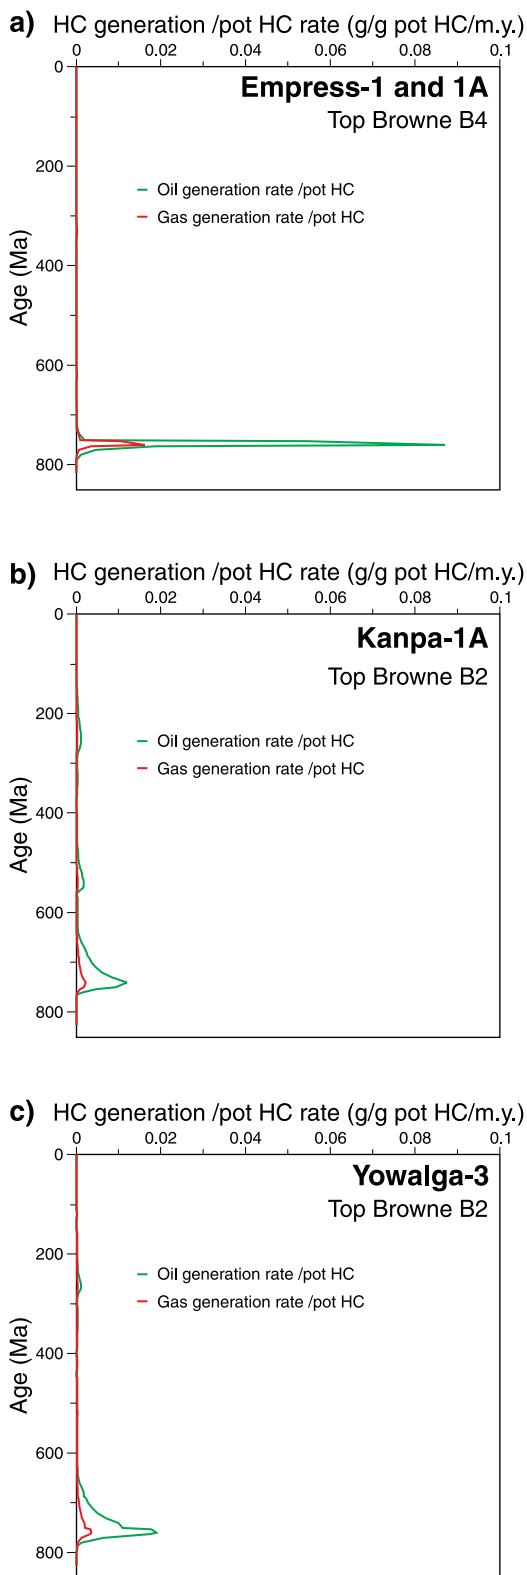 a) HC generation /pot HC rate (g/g pot HC/m.y.)
0 0.02 0.04 0.06 0.08 0.1
Empress-1 and 1A
Top Browne B4
Oil generation rate /pot HC
Gas generation rate /pot HC
Age (Ma)
0
200
400
600
800
b) HC generation /pot HC rate (g/g pot HC/m.y.)
0 0.02 0.04 0.06 0.08 0.1
Kanpa-1A
Top Browne B2
Oil generation rate /pot HC
Gas generation rate /pot HC
Age (Ma)
0
200
400
600
800
c) HC generation /pot HC rate (g/g pot HC/m.y.)
0 0.02 0.04 0.06 0.08 0.1
Yowalga-3
Top Browne B2
Oil generation rate /pot HC
Gas generation rate /pot HC
Age (Ma)
0
200
400
600
800